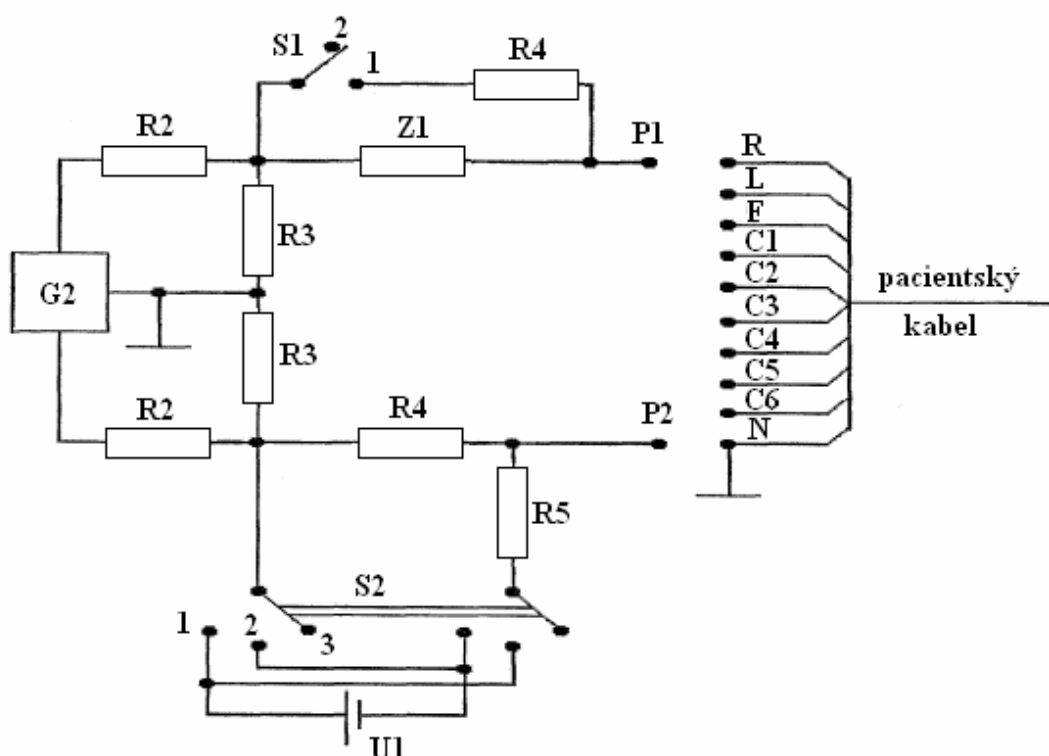 2
S1
1
R4
R2
Z1
P1
R
L
F
C1
C2
C3
C4
C5
C6
N
R3
G2
R3
pacientský
kabel
R2
R4
P2
R5
S2
1
2
3
U1